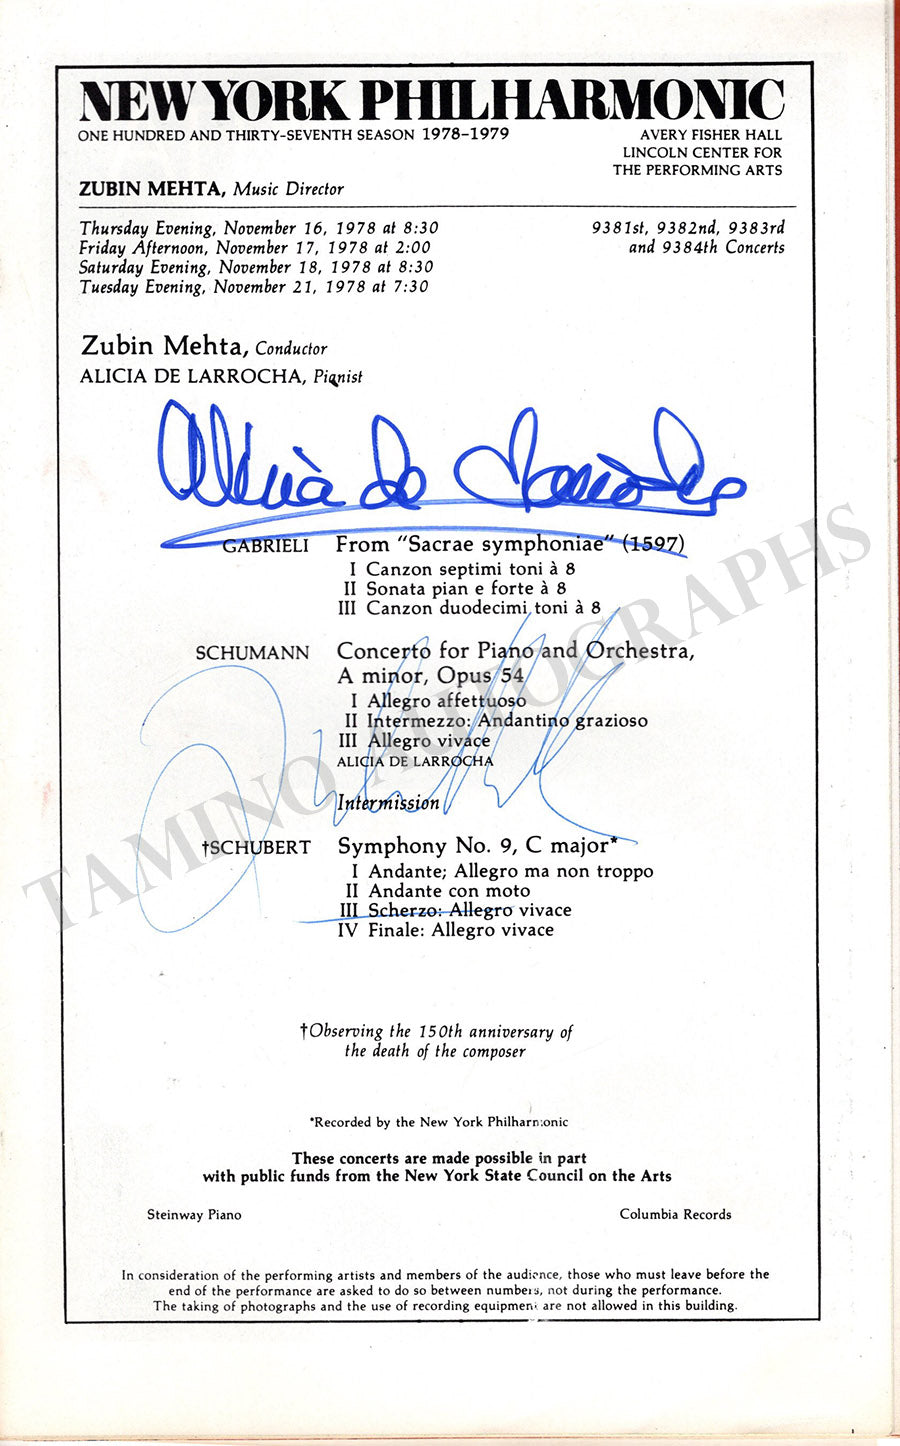 NEW YORK PHILHARMONIC
ONE HUNDRED AND THIRTY-SEVENTH SEASON 1978-1979
AVERY FISHER HALL
LINCOLN CENTER FOR
THE PERFORMING ARTS
ZUBIN MEHTA, Music Director
Thursday Evening, November 16, 1978 at 8:30
Friday Afternoon, November 17, 1978 at 2:00
Saturday Evening, November 18, 1978 at 8:30
Tuesday Evening, November 21, 1978 at 7:30
9381st, 9382nd, 9383rd
and 9384th Concerts
Zubin Mehta, Conductor
ALICIA DE LARROCHA, Pianist
Alicia de Larrocha
GABRIELI From "Sacrae symphoniae" (1597)
I Canzon septimi toni à 8
II Sonata pian e forte à 8
III Canzon duodecimi toni à 8
SCHUMANN Concerto for Piano and Orchestra,
A minor, Opus 54
I Allegro affettuoso
II Intermezzo: Andantino grazioso
III Allegro vivace
ALICIA DE LARROCHA
Intermission
†SCHUBERT Symphony No. 9, C major*
I Andante; Allegro ma non troppo
II Andante con moto
III Scherzo: Allegro vivace
IV Finale: Allegro vivace
†Observing the 150th anniversary of
the death of the composer
*Recorded by the New York Philharmonic
These concerts are made possible in part
with public funds from the New York State Council on the Arts
Steinway Piano
Columbia Records
In consideration of the performing artists and members of the audience, those who must leave before the
end of the performance are asked to do so between numbers, not during the performance.
The taking of photographs and the use of recording equipment are not allowed in this building.
TAMINO AUTOGRAPHS